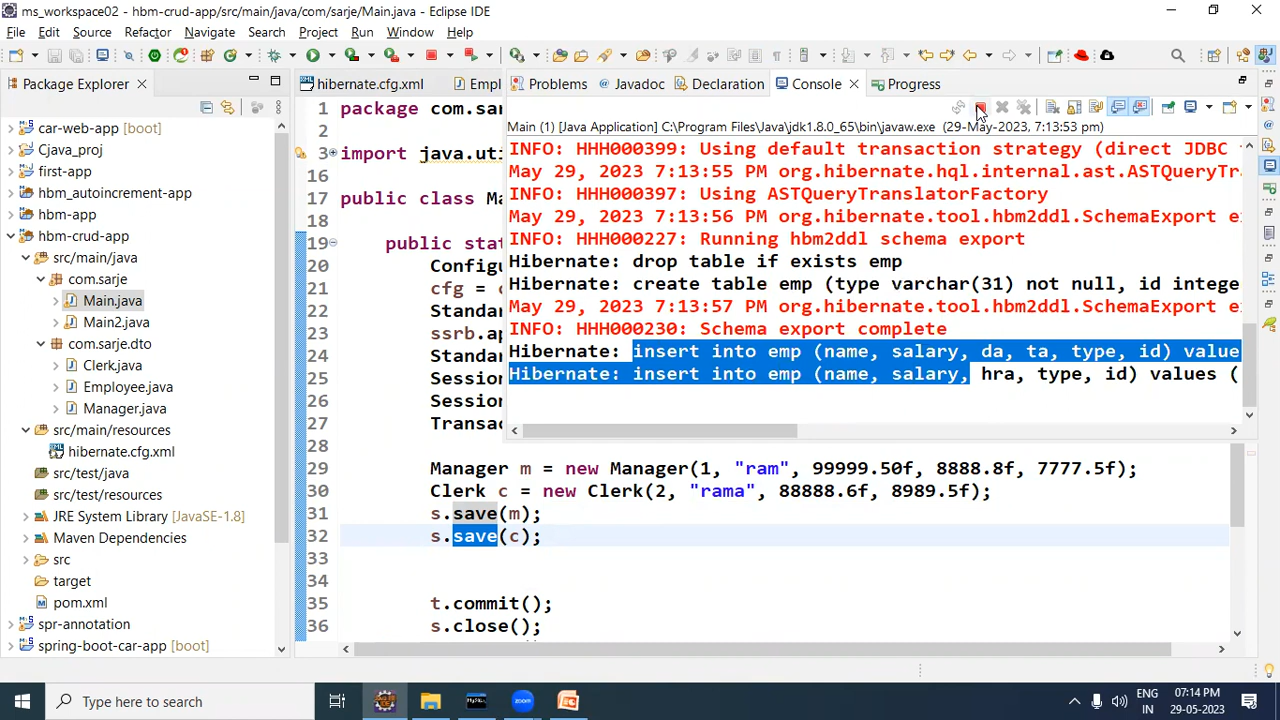 ms_workspace02 - hbm-crud-app/src/main/java/com/sarje/Main.java - Eclipse IDE
File Edit Source Refactor Navigate Search Project Run Window Help
Package Explorer
car-web-app [boot]
Cjava_proj
first-app
hbm_autoincrement-app
hbm-app
hbm-crud-app
src/main/java
com.sarje
Main.java
Main2.java
com.sarje.dto
Clerk.java
Employee.java
Manager.java
src/main/resources
hibernate.cfg.xml
src/test/java
src/test/resources
JRE System Library [JavaSE-1.8]
Maven Dependencies
src
target
pom.xml
spr-annotation
spring-boot-car-app [boot]
hibernate.cfg.xml Empl
1 package com.sar
2
3 import java.uti
16
17 public class Ma
18
19 public stat
20 Configu
21 cfg = c
22 Standar
23 ssrb.ap
24 Standar
25 Session
26 Session
27 Transac
28
29 Manager m = new Manager(1, "ram", 99999.50f, 8888.8f, 7777.5f);
30 Clerk c = new Clerk(2, "rama", 88888.6f, 8989.5f);
31 s.save(m);
32 s.save(c);
33
34
35 t.commit();
36 s.close();
Problems Javadoc Declaration Console Progress
Main (1) [Java Application] C:\Program Files\Java\jdk1.8.0_65\bin\javaw.exe (29-May-2023, 7:13:53 pm)
INFO: HHH000399: Using default transaction strategy (direct JDBC
May 29, 2023 7:13:55 PM org.hibernate.hql.internal.ast.ASTQueryTr
INFO: HHH000397: Using ASTQueryTranslatorFactory
May 29, 2023 7:13:56 PM org.hibernate.tool.hbm2ddl.SchemaExport e
INFO: HHH000227: Running hbm2ddl schema export
Hibernate: drop table if exists emp
Hibernate: create table emp (type varchar(31) not null, id intege
May 29, 2023 7:13:57 PM org.hibernate.tool.hbm2ddl.SchemaExport e
INFO: HHH000230: Schema export complete
Hibernate: insert into emp (name, salary, da, ta, type, id) value
Hibernate: insert into emp (name, salary, hra, type, id) values (
Type here to search
ENG
IN
07:14 PM
29-05-2023